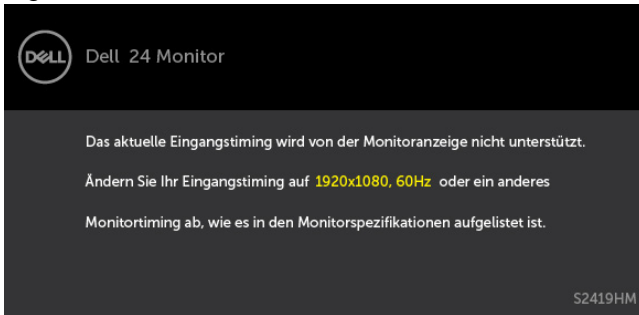 DELL
Dell 24 Monitor
Das aktuelle Eingangstiming wird von der Monitoranzeige nicht unterstützt.
Ändern Sie Ihr Eingangstiming auf 1920x1080, 60Hz oder ein anderes
Monitortiming ab, wie es in den Monitorspezifikationen aufgelistet ist.
S2419HM